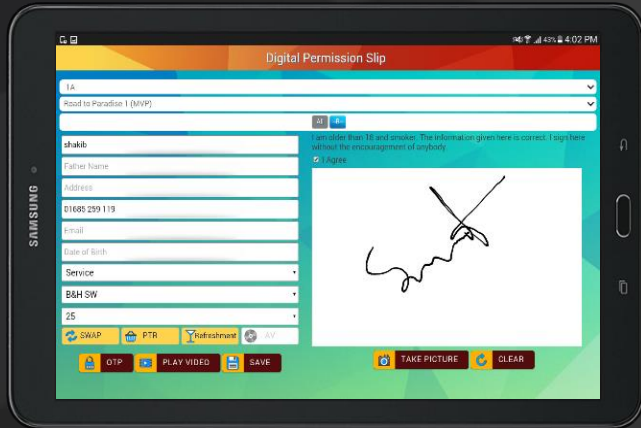 43% 4:02 PM
Digital Permission Slip
1A
Road to Paradise 1 (MVP)
shakib
Father Name
Address
01685 259 119
Email
Date of Birth
Service
B&H SW
25
SWAP
PTR
Refreshment
AV
OTP
PLAY VIDEO
SAVE
I am older than 18 and smoker. The information given here is correct. I sign here
without the encouragement of anybody.
I Agree
TAKE PICTURE
CLEAR
SAMSUNG